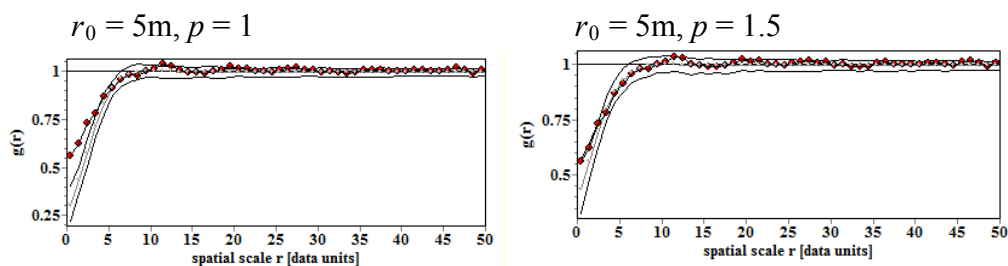 r₀ = 5m, p = 1
g(r)
1
0.75
0.5
0.25
0 5 10 15 20 25 30 35 40 45 50
spatial scale r [data units]
r₀ = 5m, p = 1.5
g(r)
1
0.75
0.5
0 5 10 15 20 25 30 35 40 45 50
spatial scale r [data units]